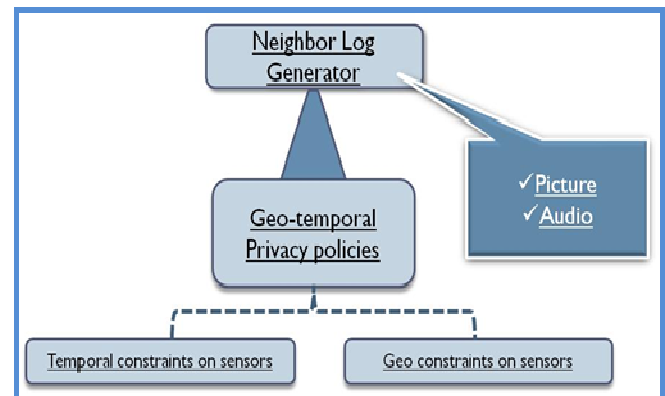 Neighbor Log
Generator
✓Picture
✓Audio
Geo-temporal
Privacy policies
Temporal constraints on sensors
Geo constraints on sensors